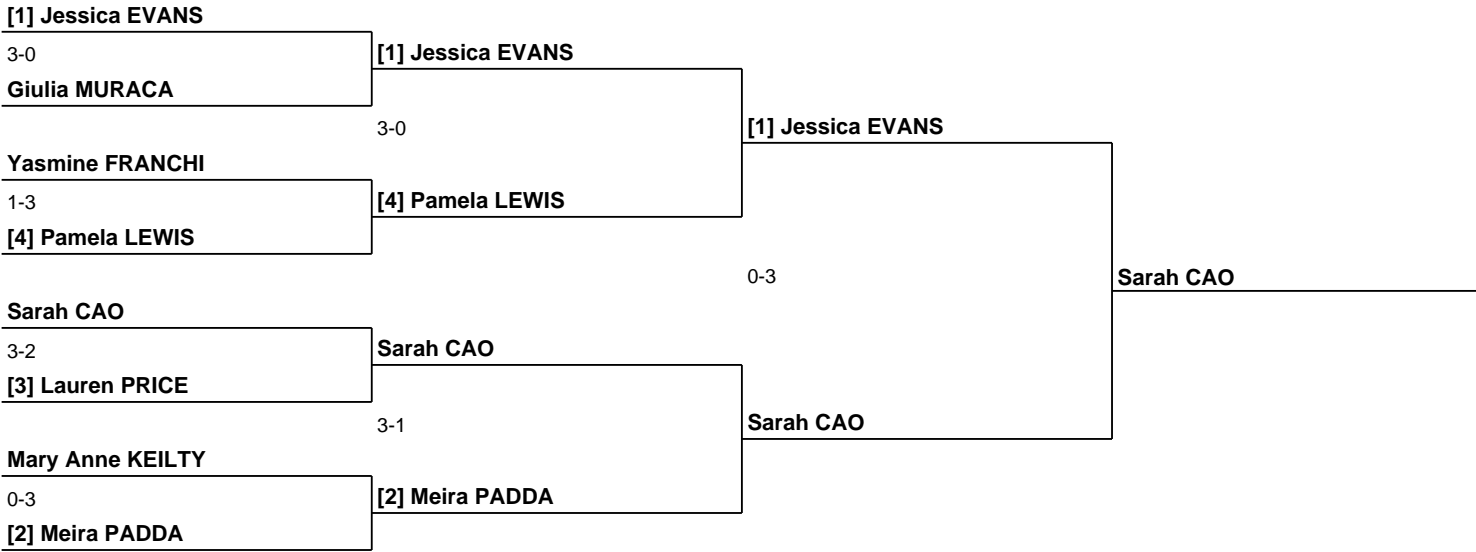 [1] Jessica EVANS
3-0
[1] Jessica EVANS
Giulia MURACA
3-0
[1] Jessica EVANS
Yasmine FRANCHI
1-3
[4] Pamela LEWIS
[4] Pamela LEWIS
0-3
Sarah CAO
Sarah CAO
3-2
Sarah CAO
[3] Lauren PRICE
3-1
Sarah CAO
Mary Anne KEILTY
0-3
[2] Meira PADDA
[2] Meira PADDA